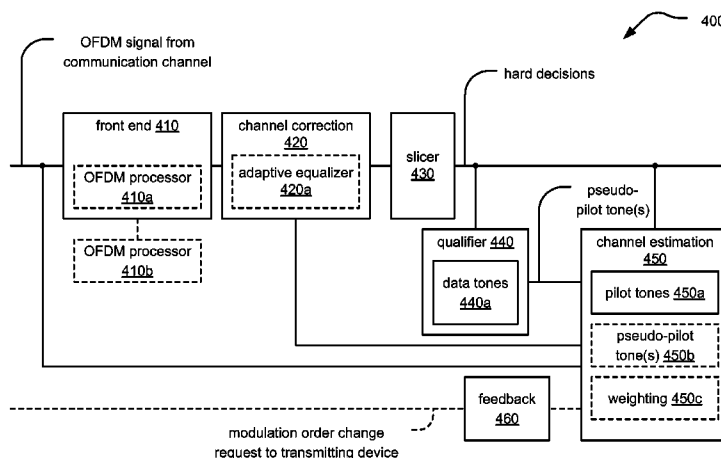 400
OFDM signal from
communication channel
hard decisions
front end 410
OFDM processor
410a
OFDM processor
410b
channel correction
420
adaptive equalizer
420a
slicer
430
pseudo-
pilot tone(s)
qualifier 440
data tones
440a
channel estimation
450
pilot tones 450a
pseudo-pilot
tone(s) 450b
weighting 450c
feedback
460
modulation order change
request to transmitting device